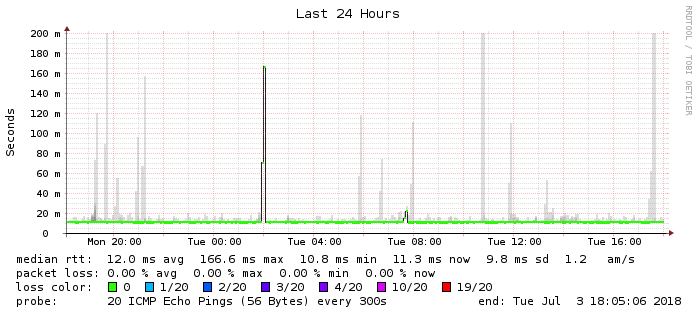 Last 24 Hours
RRDTOOL / TOBI OETIKER
Seconds
200 m
180 m
160 m
140 m
120 m
100 m
80 m
60 m
40 m
20 m
0
Mon 20:00 Tue 00:00 Tue 04:00 Tue 08:00 Tue 12:00 Tue 16:00
median rtt: 12.0 ms avg 166.6 ms max 10.8 ms min 11.3 ms now 9.8 ms sd 1.2 am/s
packet loss: 0.00 % avg 0.00 % max 0.00 % min 0.00 % now
loss color: 0 1/20 2/20 3/20 4/20 10/20 19/20
probe: 20 ICMP Echo Pings (56 Bytes) every 300s end: Tue Jul 3 18:05:06 2018